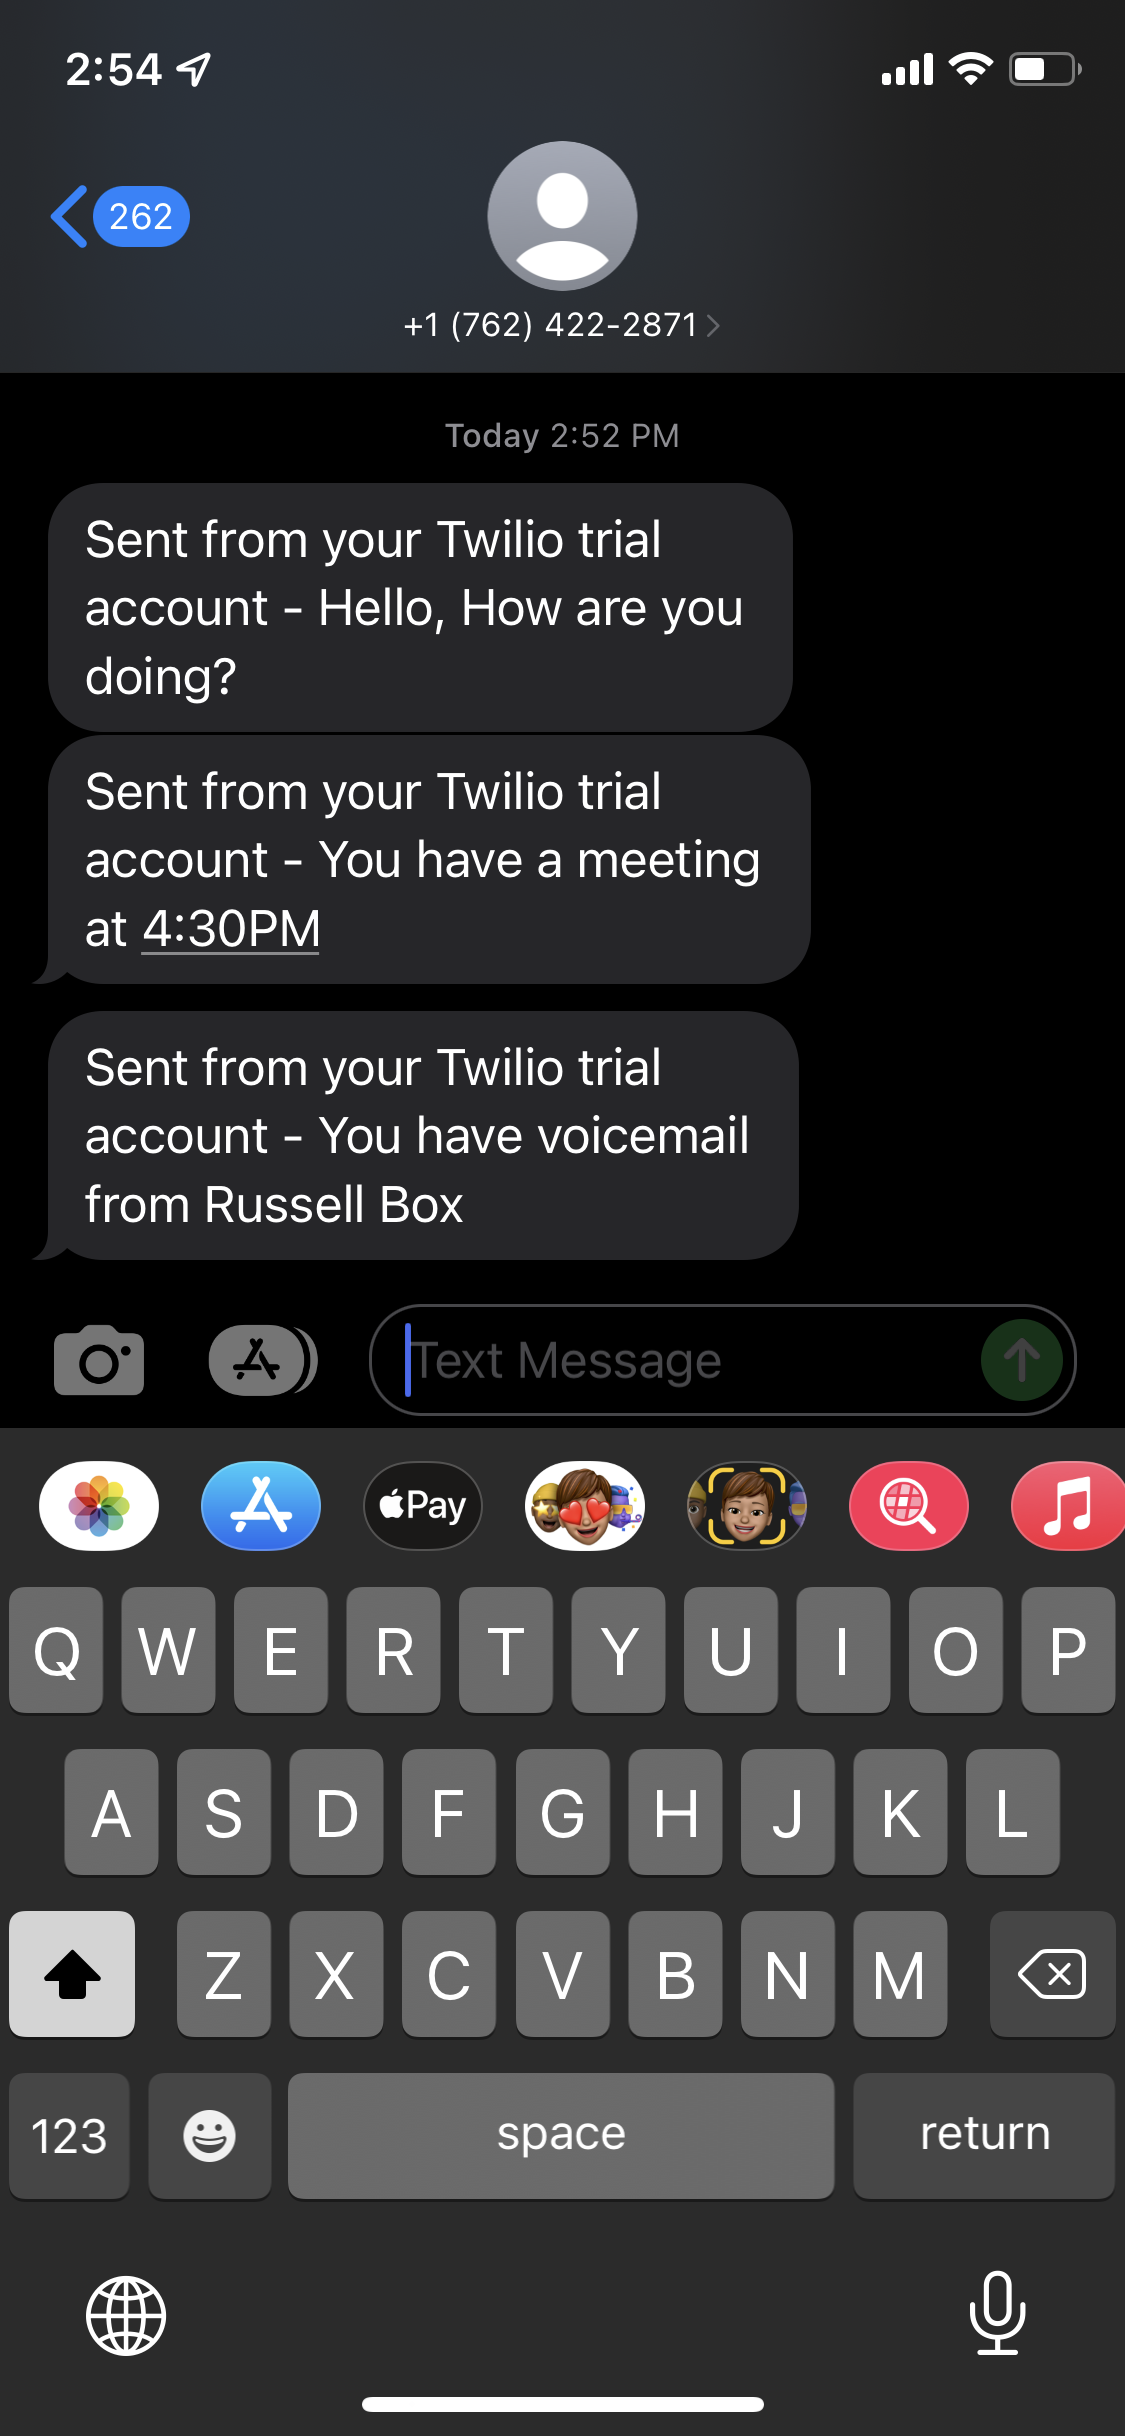 2:54
262
+1 (762) 422-2871
Today 2:52 PM
Sent from your Twilio trial
account - Hello, How are you
doing?
Sent from your Twilio trial
account - You have a meeting
at 4:30PM
Sent from your Twilio trial
account - You have voicemail
from Russell Box
Text Message
Pay
Q W E R T Y U I O P
A S D F G H J K L
Z X C V B N M
123 space return